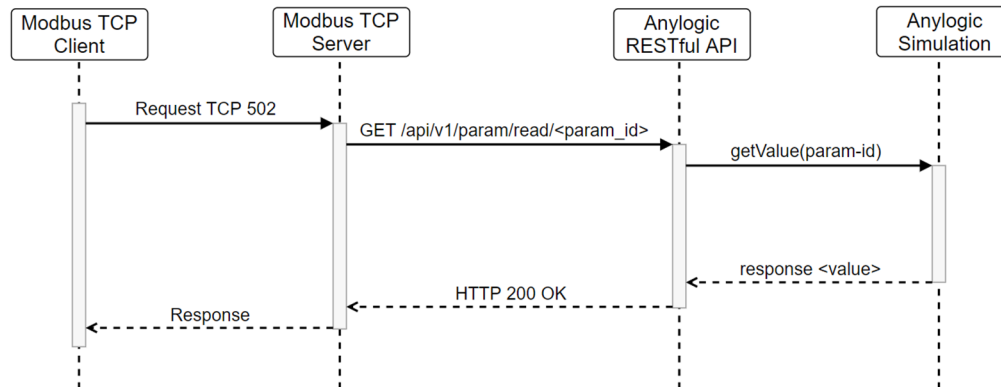 Modbus TCP
Client
Modbus TCP
Server
Anylogic
RESTful API
Anylogic
Simulation
Request TCP 502
GET /api/v1/param/read/<param_id>
getValue(param-id)
response <value>
HTTP 200 OK
Response